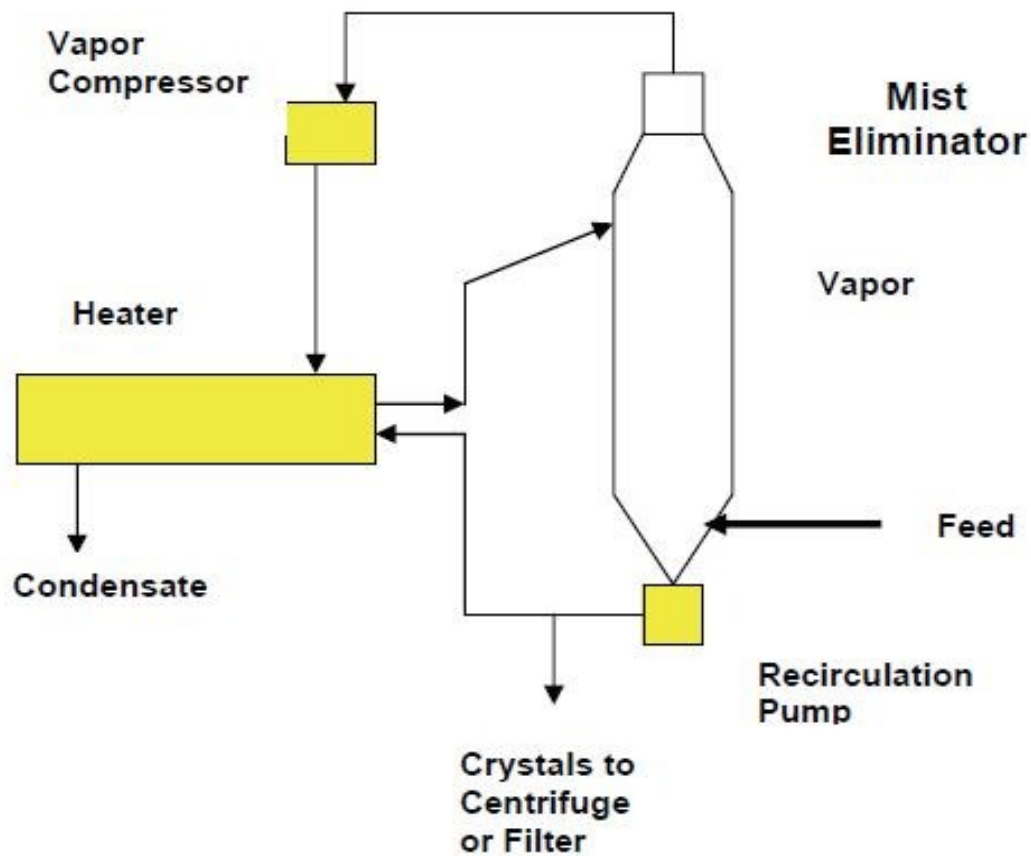 Vapor
Compressor
Mist
Eliminator
Vapor
Heater
Feed
Condensate
Recirculation
Pump
Crystals to
Centrifuge
or Filter